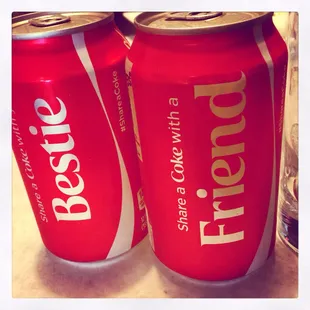 Share a Coke with
Bestie
#ShareaCoke
Share a Coke with a
Friend